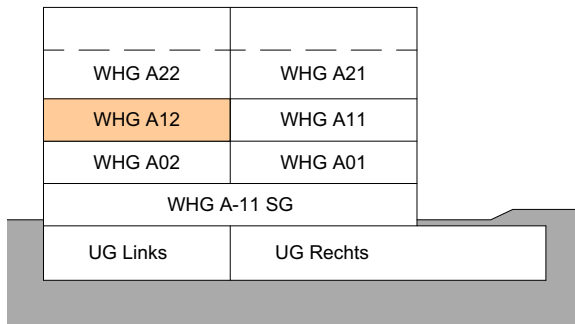 WHG A22 WHG A21
WHG A12 WHG A11
WHG A02 WHG A01
WHG A-11 SG
UG Links UG Rechts